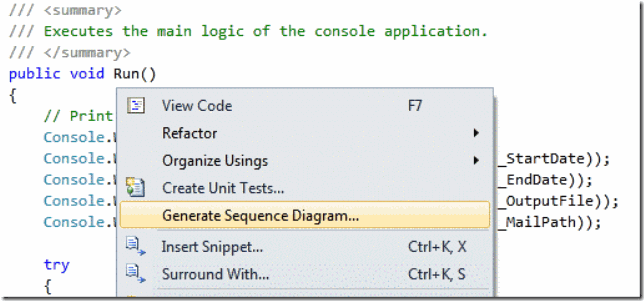 /// <summary>
/// Executes the main logic of the console application.
/// </summary>
public void Run()
{
// Print
Console.W
Console.W _StartDate));
Console.W _EndDate));
Console.W _OutputFile));
Console.W _MailPath));
try
{
View Code F7
Refactor
Organize Usings
Create Unit Tests...
Generate Sequence Diagram...
Insert Snippet... Ctrl+K, X
Surround With... Ctrl+K, S